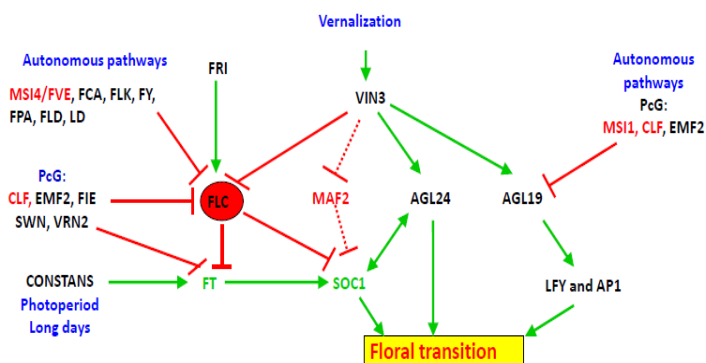 Vernalization
Autonomous pathways
MSI4/FVE, FCA, FLK, FY,
FPA, FLD, LD
FRI
VIN3
Autonomous
pathways
PcG:
MSI1, CLF, EMF2
PcG:
CLF, EMF2, FIE
SWN, VRN2
FLC
MAF2
AGL24
AGL19
CONSTANS
Photoperiod
Long days
FT
SOC1
LFY and AP1
Floral transition